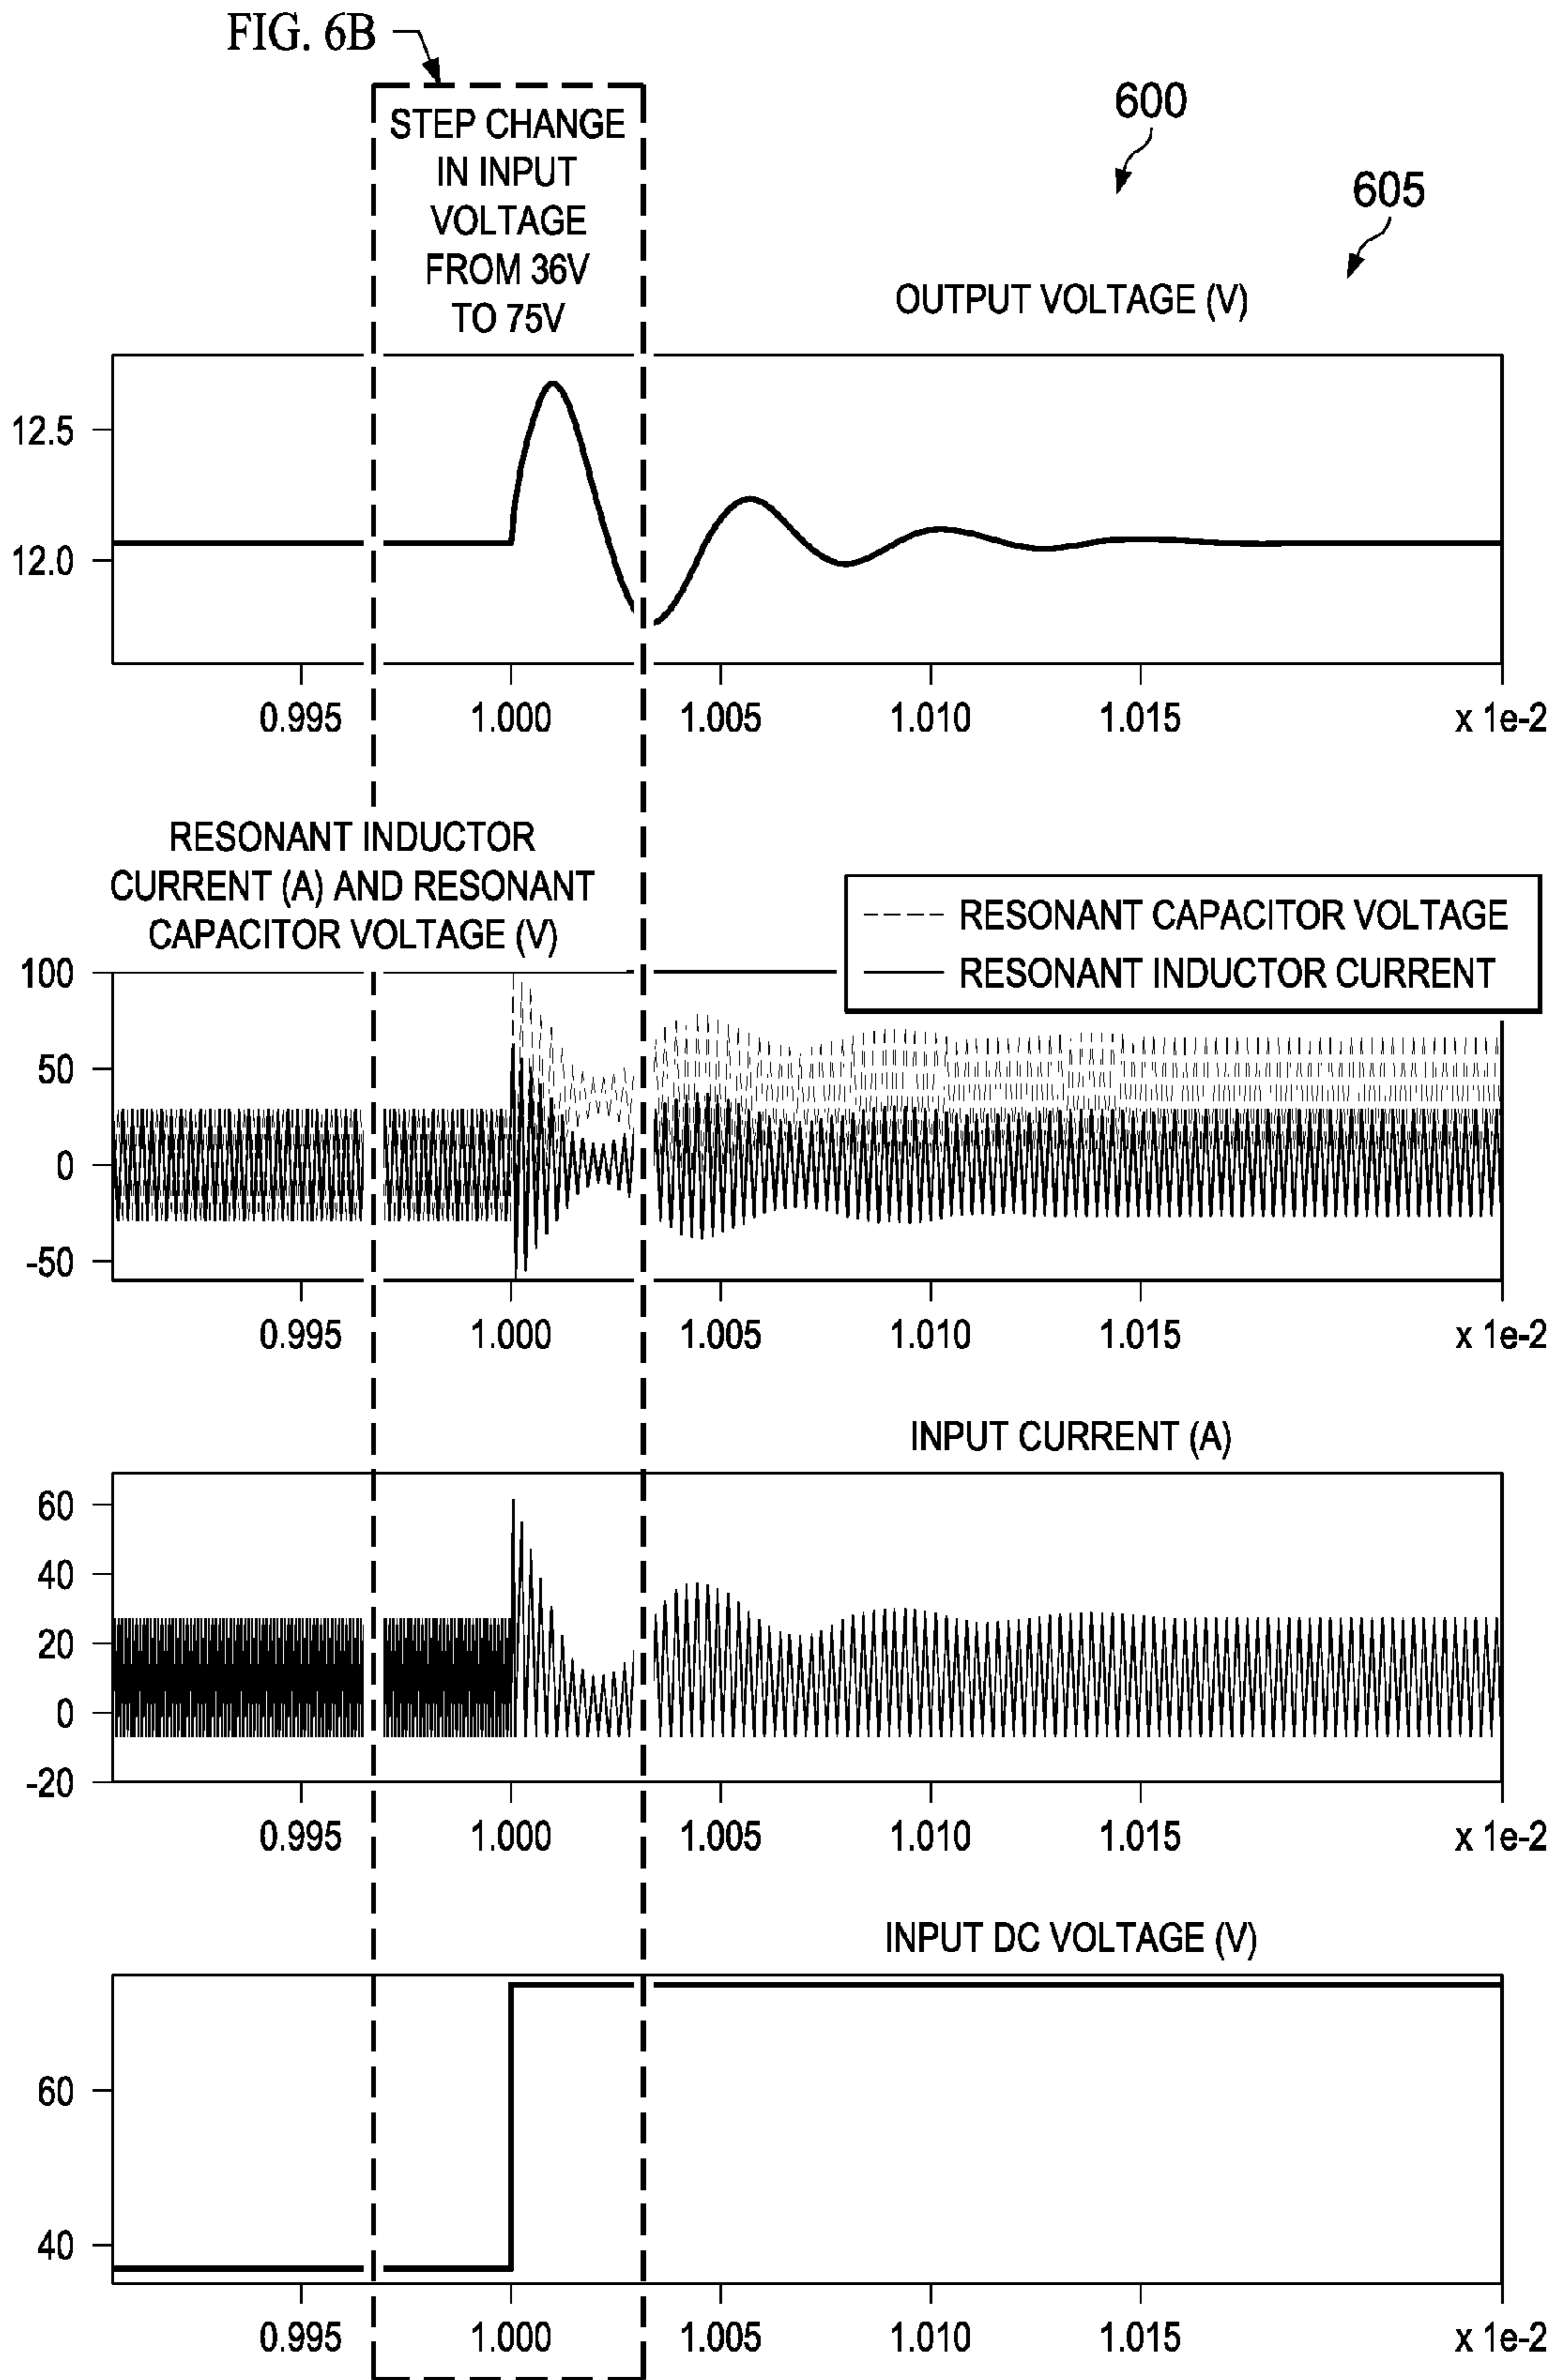 FIG. 6B
STEP CHANGE
IN INPUT
VOLTAGE
FROM 36V
TO 75V
600
605
OUTPUT VOLTAGE (V)
12.5
12.0
0.995 1.000 1.005 1.010 1.015 x 1e-2
RESONANT INDUCTOR
CURRENT (A) AND RESONANT
CAPACITOR VOLTAGE (V)
RESONANT CAPACITOR VOLTAGE
RESONANT INDUCTOR CURRENT
100
50
0
-50
0.995 1.000 1.005 1.010 1.015 x 1e-2
INPUT CURRENT (A)
60
40
20
0
-20
0.995 1.000 1.005 1.010 1.015 x 1e-2
INPUT DC VOLTAGE (V)
60
40
0.995 1.000 1.005 1.010 1.015 x 1e-2